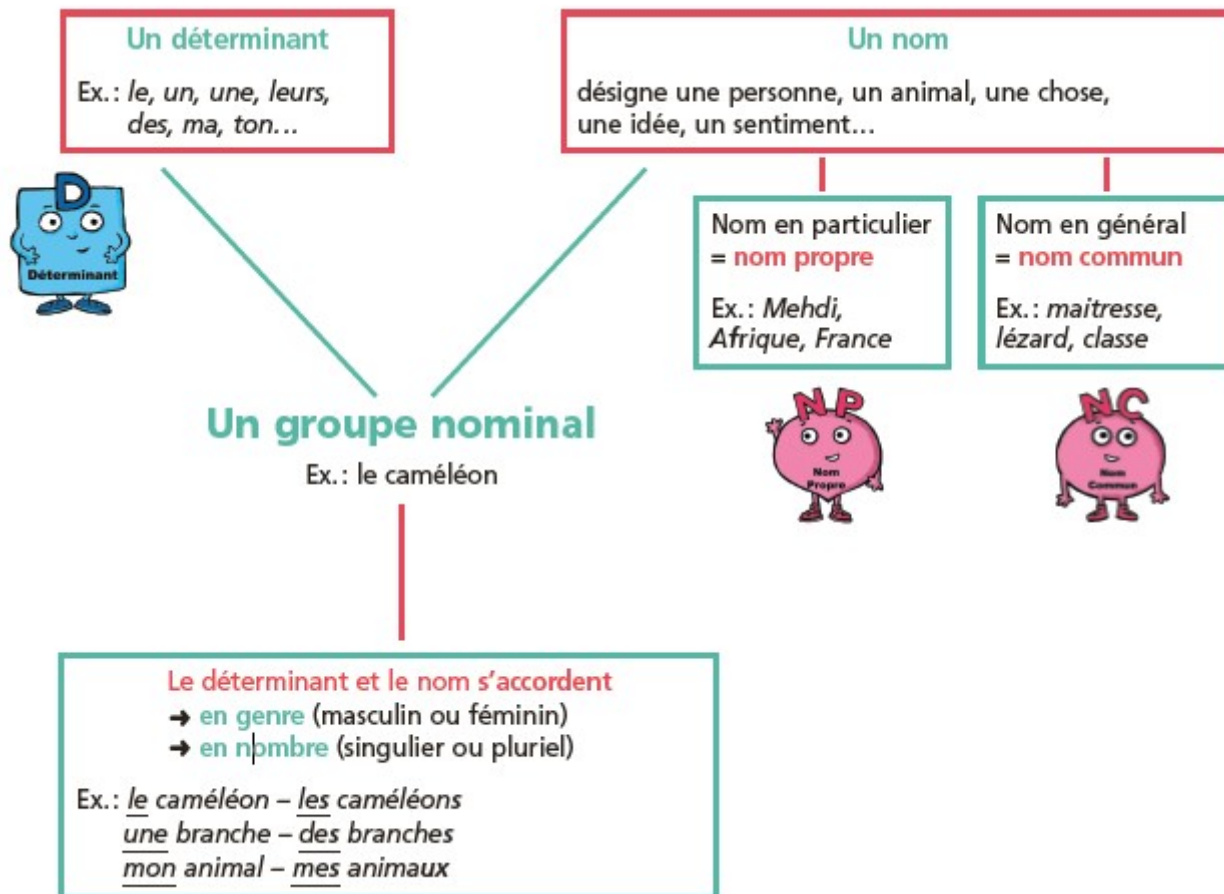 Un déterminant
Ex. : le, un, une, leurs,
des, ma, ton…
Un nom
désigne une personne, un animal, une chose,
une idée, un sentiment…
D
Déterminant
Nom en particulier
= nom propre
Ex. : Mehdi,
Afrique, France
Nom en général
= nom commun
Ex. : maitresse,
lézard, classe
NP
Nom
Propre
NC
Nom
Commun
Un groupe nominal
Ex. : le caméléon
Le déterminant et le nom s’accordent
➜ en genre (masculin ou féminin)
➜ en nombre (singulier ou pluriel)
Ex. : le caméléon – les caméléons
une branche – des branches
mon animal – mes animaux